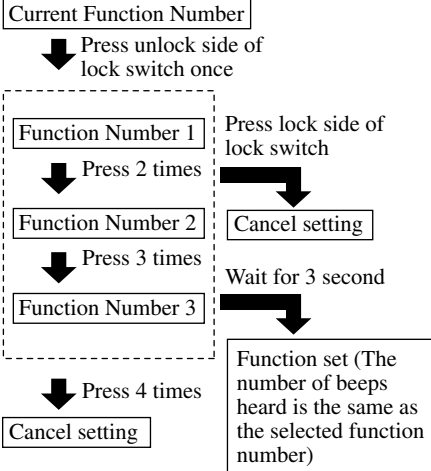 Current Function Number
Press unlock side of
lock switch once
Function Number 1
Press lock side of
lock switch
Press 2 times
Function Number 2
Cancel setting
Press 3 times
Wait for 3 second
Function Number 3
Function set (The
number of beeps
heard is the same as
the selected function
number)
Press 4 times
Cancel setting